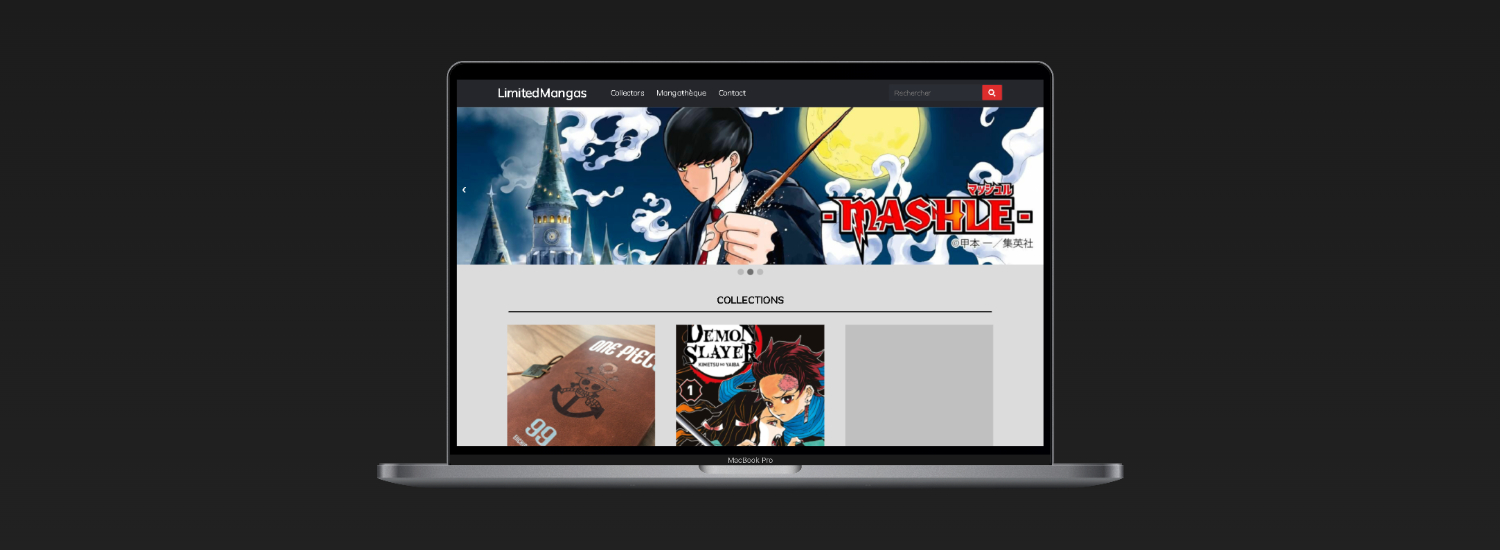 LimitedMangas
Collectors
Mangathèque
Contact
Rechercher
マッシュル
-MASHLE-
©甲本 一／集英社
COLLECTIONS
ONE PIECE
99
DEMON
SLAYER
KIMETSU NO YAIBA
1
MacBook Pro